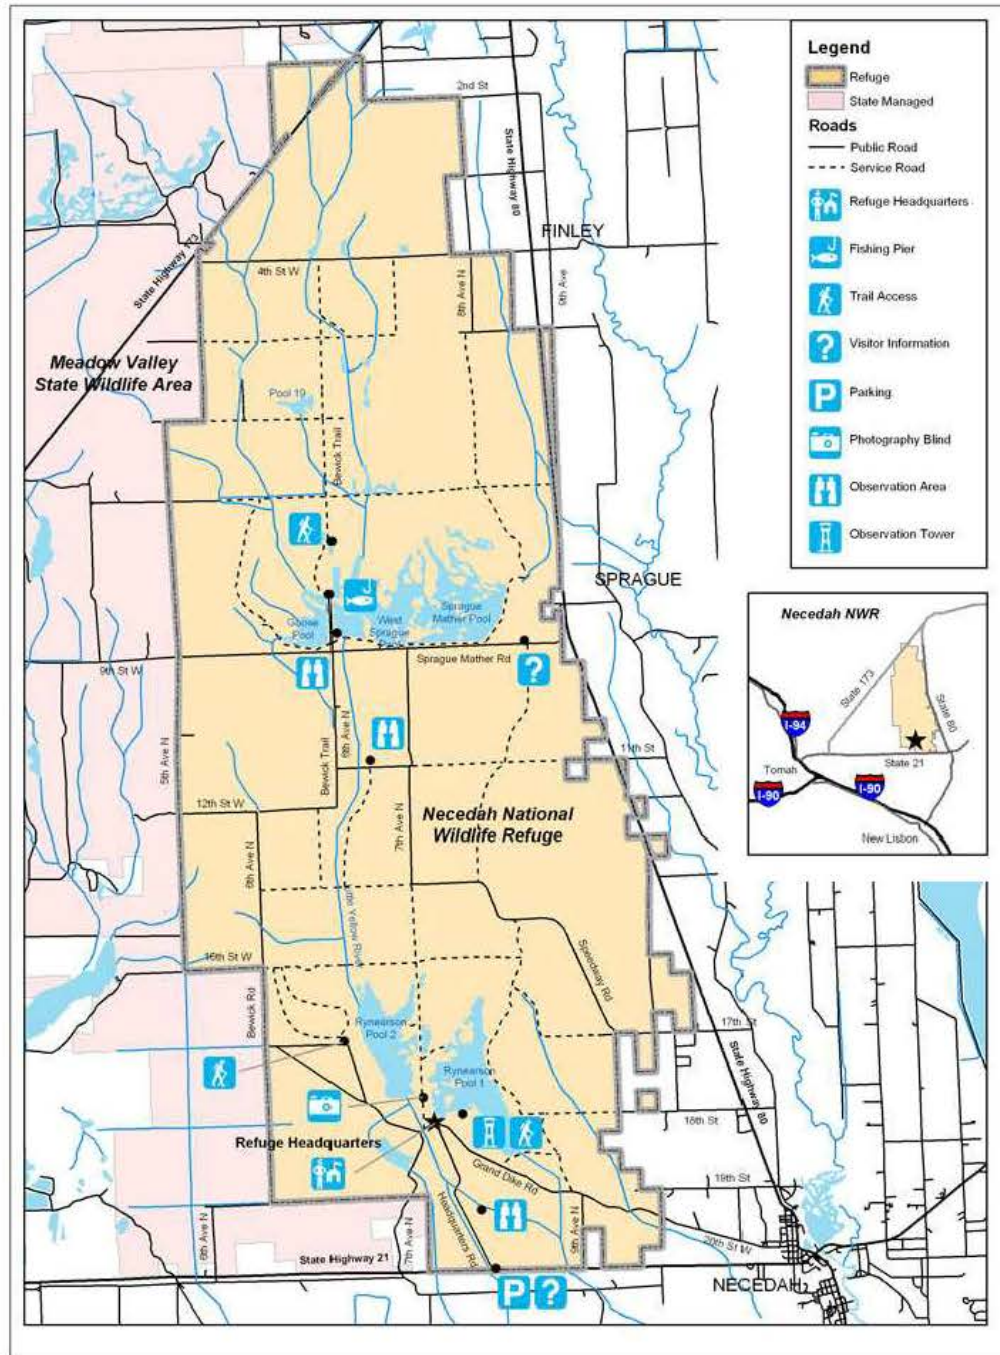 Legend
Refuge
State Managed
Roads
Public Road
Service Road
Refuge Headquarters
Fishing Pier
Trail Access
Visitor Information
Parking
Photography Blind
Observation Area
Observation Tower
2nd St
State Highway 80
FINLEY
State Highway 173
4th St W
8th Ave N
9th Ave
Meadow Valley
State Wildlife Area
Pool 19
Bewick Trail
SPRAGUE
Goose
Pool
West
Sprague
Sprague
Mather Pool
9th St W
Sprague Mather Rd
5th Ave N
Bewick Trail
6th Ave N
11th St
12th St W
Necedah National
Wildlife Refuge
6th Ave N
7th Ave N
Little Yellow River
Speedway Rd
16th St W
Bewick Rd
Rynearson
Pool 2
17th St
Rynearson
Pool 1
State Highway 80
18th St
Refuge Headquarters
Grand Dike Rd
19th St
Headquarters Rd
6th Ave N
7th Ave N
9th Ave N
20th St W
State Highway 21
NECEDAH
P
?
?
Necedah NWR
State 173
State 80
I-94
Tomah
State 21
I-90
I-90
New Lisbon